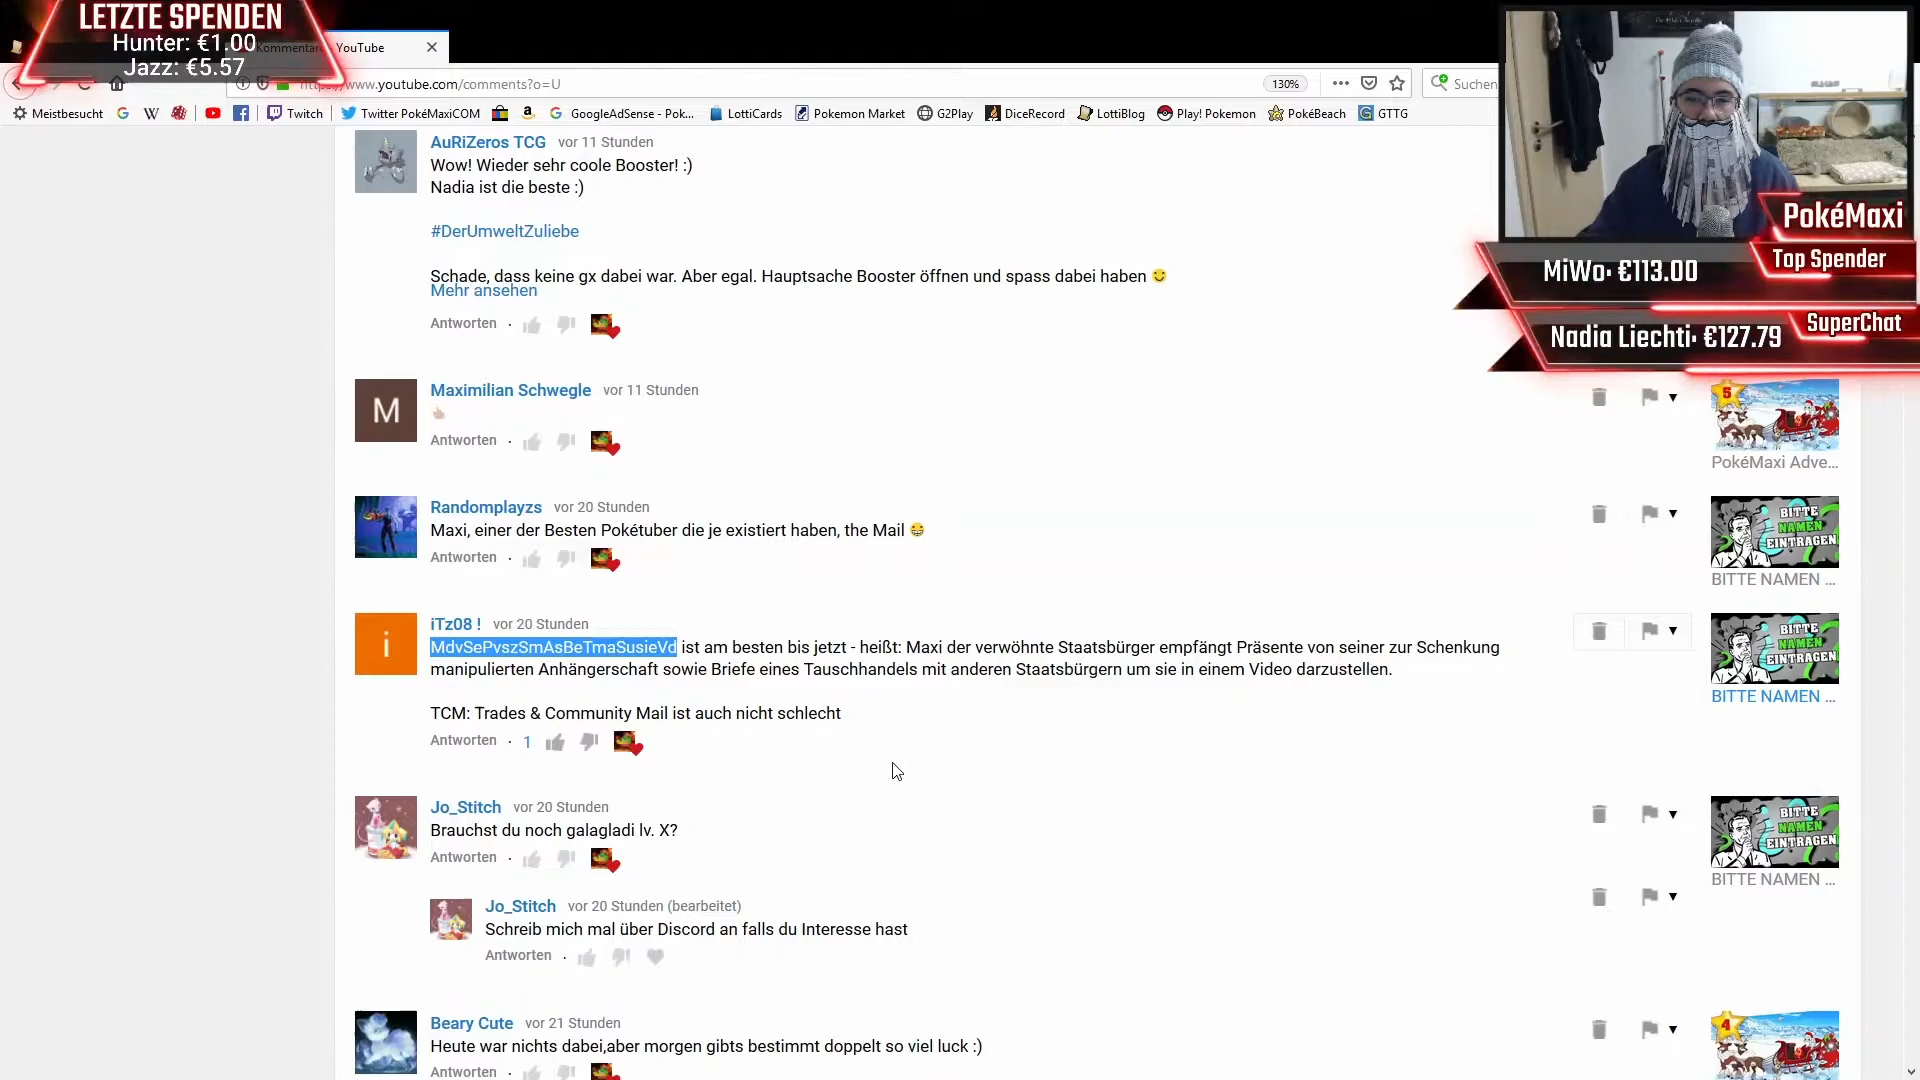 LETZTE SPENDEN
Hunter: €1.00
Jazz: €5.57
Kommentare - YouTube
https://www.youtube.com/comments?o=U
130%
Suchen
Meistbesucht
Twitch
Twitter PokéMaxiCOM
GoogleAdSense - Pok...
LottiCards
Pokemon Market
G2Play
DiceRecord
LottiBlog
Play! Pokemon
PokéBeach
GTTG
PokéMaxi
Top Spender
MiWo: €113.00
SuperChat
Nadia Liechti: €127.79
AuRiZeros TCG vor 11 Stunden
Wow! Wieder sehr coole Booster! :)
Nadia ist die beste :)
#DerUmweltZuliebe
Schade, dass keine gx dabei war. Aber egal. Hauptsache Booster öffnen und spass dabei haben
Mehr ansehen
Antworten
M
Maximilian Schwegle vor 11 Stunden
Antworten
5
PokéMaxi Adve...
Randomplayzs vor 20 Stunden
Maxi, einer der Besten Pokétuber die je existiert haben, the Mail
Antworten
BITTE
NAMEN
EINTRAGEN
BITTE NAMEN ...
i
iTz08 ! vor 20 Stunden
MdvSePvszSmAsBeTmaSusieVd ist am besten bis jetzt - heißt: Maxi der verwöhnte Staatsbürger empfängt Präsente von seiner zur Schenkung
manipulierten Anhängerschaft sowie Briefe eines Tauschhandels mit anderen Staatsbürgern um sie in einem Video darzustellen.
TCM: Trades & Community Mail ist auch nicht schlecht
Antworten · 1
BITTE
NAMEN
EINTRAGEN
BITTE NAMEN ...
Jo_Stitch vor 20 Stunden
Brauchst du noch galagladi lv. X?
Antworten
BITTE
NAMEN
EINTRAGEN
BITTE NAMEN ...
Jo_Stitch vor 20 Stunden (bearbeitet)
Schreib mich mal über Discord an falls du Interesse hast
Antworten
Beary Cute vor 21 Stunden
Heute war nichts dabei,aber morgen gibts bestimmt doppelt so viel luck :)
Antworten
4